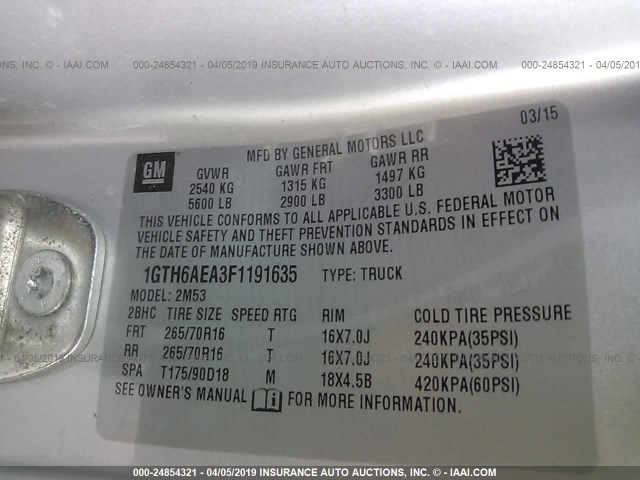 000-24854321 - 04/05/2019 INSURANCE AUTO AUCTIONS, INC. - IAAI.COM
03/15
GM
MFD BY GENERAL MOTORS LLC
GVWR GAWR FRT GAWR RR
2540 KG 1315 KG 1497 KG
5600 LB 2900 LB 3300 LB
THIS VEHICLE CONFORMS TO ALL APPLICABLE U.S. FEDERAL MOTOR
VEHICLE SAFETY AND THEFT PREVENTION STANDARDS IN EFFECT ON
THE DATE OF MANUFACTURE SHOWN ABOVE.
1GTH6AEA3F1191635 TYPE: TRUCK
MODEL: 2M53
2BHC TIRE SIZE SPEED RTG RIM COLD TIRE PRESSURE
FRT 265/70R16 T 16X7.0J 240KPA(35PSI)
RR 265/70R16 T 16X7.0J 240KPA(35PSI)
SPA T175/90D18 M 18X4.5B 420KPA(60PSI)
SEE OWNER'S MANUAL i FOR MORE INFORMATION.
000-24854321 - 04/05/2019 INSURANCE AUTO AUCTIONS, INC. - IAAI.COM